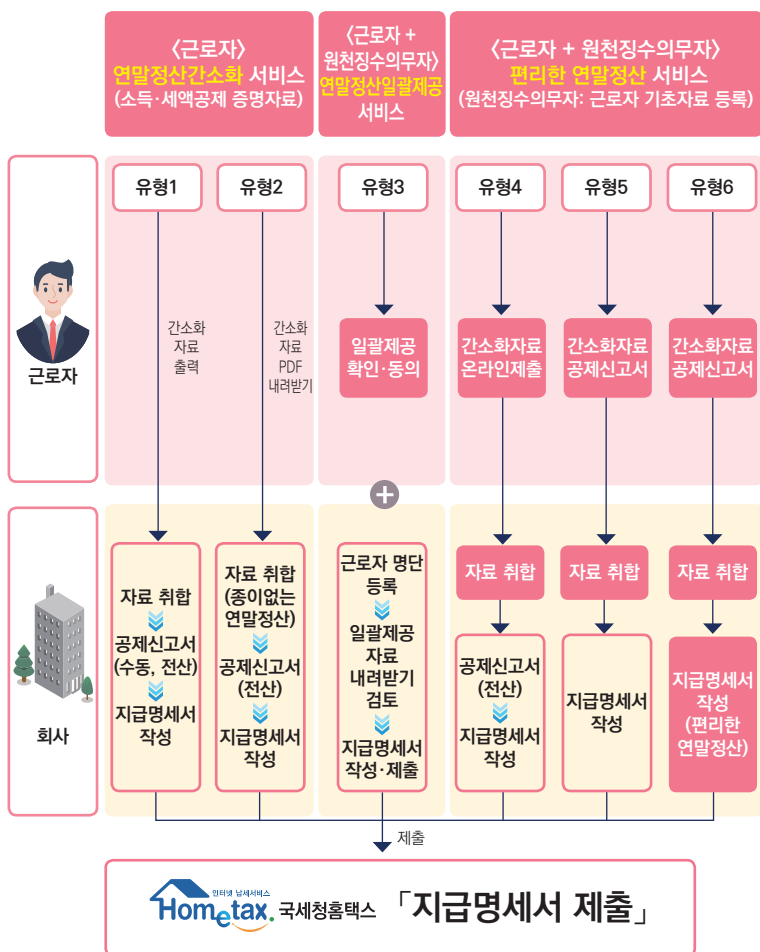 〈근로자〉
연말정산간소화 서비스
(소득·세액공제 증명자료)
〈근로자 +
원천징수의무자〉
연말정산일괄제공
서비스
〈근로자 + 원천징수의무자〉
편리한 연말정산 서비스
(원천징수의무자: 근로자 기초자료 등록)
근로자
유형1
유형2
유형3
유형4
유형5
유형6
간소화
자료
출력
간소화
자료
PDF
내려받기
일괄제공
확인·동의
간소화자료
온라인제출
간소화자료
공제신고서
간소화자료
공제신고서
+
회사
자료 취합
공제신고서
(수동, 전산)
지급명세서
작성
자료 취합
(종이없는
연말정산)
공제신고서
(전산)
지급명세서
작성
근로자 명단
등록
일괄제공
자료
내려받기
검토
지급명세서
작성·제출
자료 취합
공제신고서
(전산)
지급명세서
작성
자료 취합
지급명세서
작성
자료 취합
지급명세서
작성
(편리한
연말정산)
제출
인터넷 납세서비스
Hometax. 국세청홈택스 「지급명세서 제출」